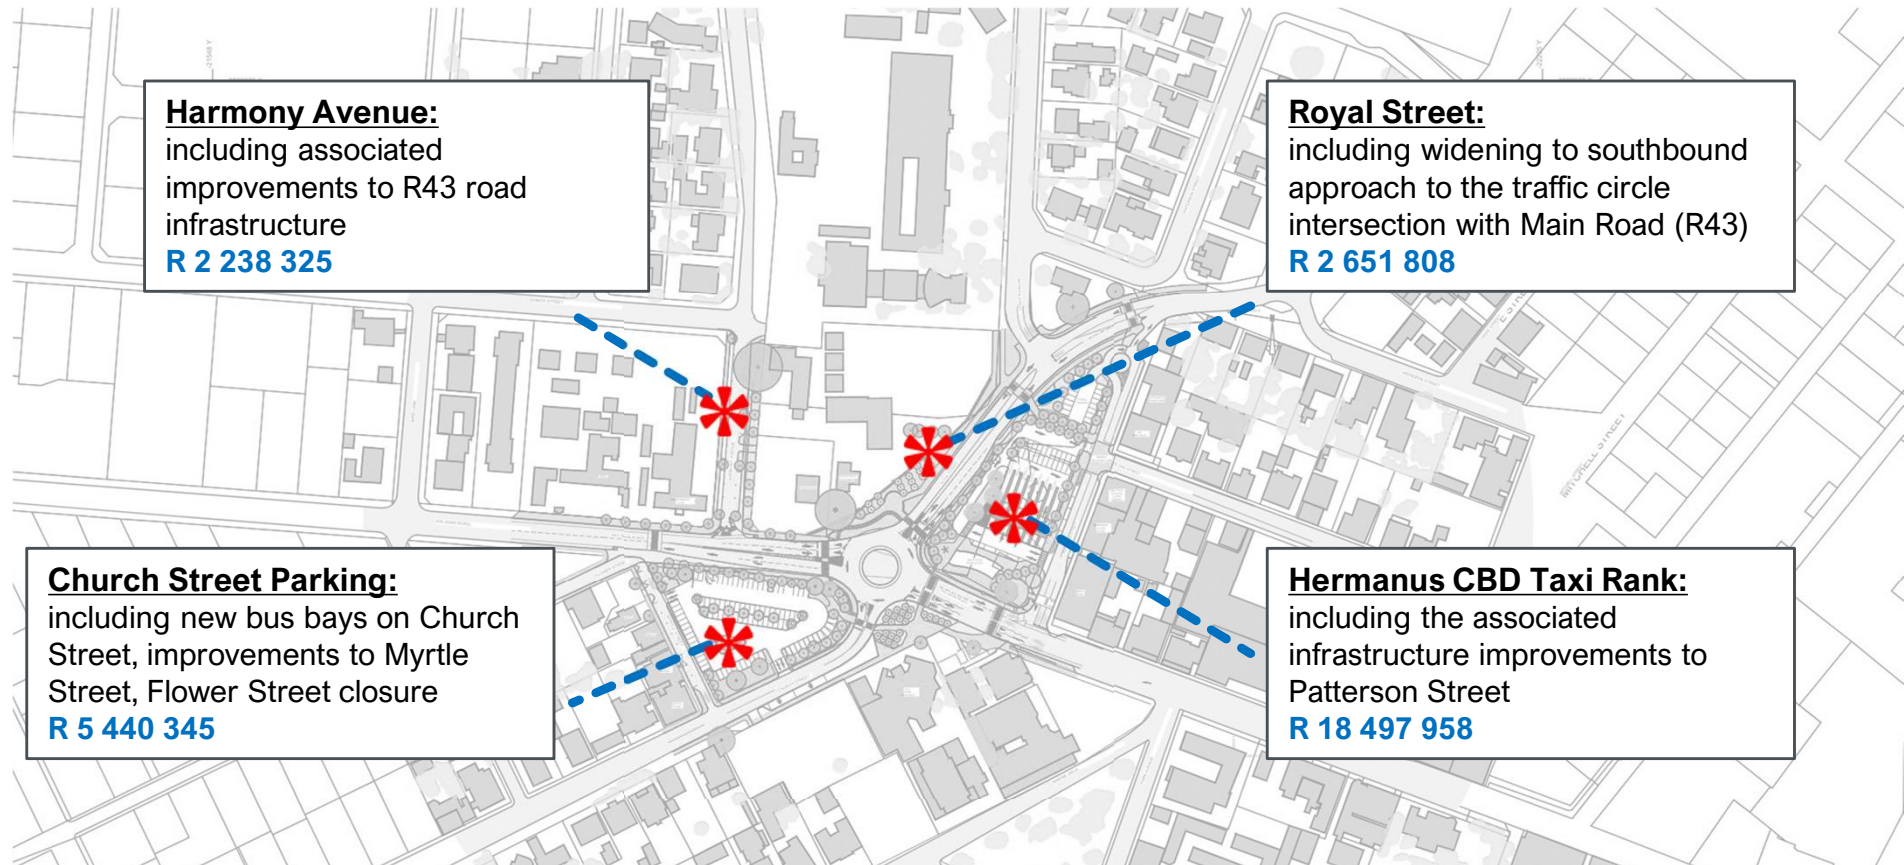 Harmony Avenue:
including associated
improvements to R43 road
infrastructure
R 2 238 325
Royal Street:
including widening to southbound
approach to the traffic circle
intersection with Main Road (R43)
R 2 651 808
Church Street Parking:
including new bus bays on Church
Street, improvements to Myrtle
Street, Flower Street closure
R 5 440 345
Hermanus CBD Taxi Rank:
including the associated
infrastructure improvements to
Patterson Street
R 18 497 958
MITCHELL STREET